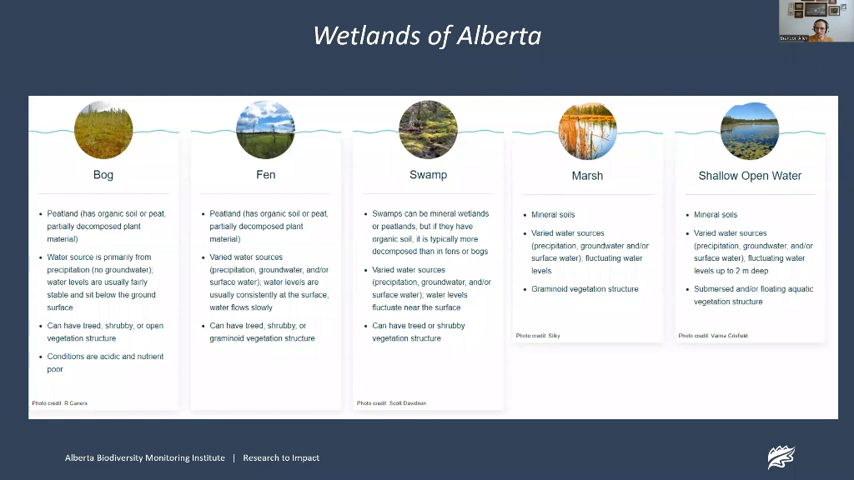 Wetlands of Alberta
Bog
• Peatland (has organic soil or peat,
partially decomposed plant
material)
• Water source is primarily from
precipitation (no groundwater);
water levels are usually fairly
stable and sit below the ground
surface
• Can have treed, shrubby, or open
vegetation structure
• Conditions are acidic and nutrient
poor
Photo credit: R Caners
Fen
• Peatland (has organic soil or peat,
partially decomposed plant
material)
• Varied water sources
(precipitation, groundwater, and/or
surface water); water levels are
usually consistently at the surface;
water flows slowly
• Can have treed, shrubby, or
graminoid vegetation structure
Swamp
• Swamps can be mineral wetlands
or peatlands, but if they have
organic soil, it is typically more
decomposed than in fens or bogs
• Varied water sources
(precipitation, groundwater, and/or
surface water); water levels
fluctuate near the surface
• Can have treed or shrubby
vegetation structure
Photo credit: Scott Davidson
Marsh
• Mineral soils
• Varied water sources
(precipitation, groundwater and/or
surface water); fluctuating water
levels
• Graminoid vegetation structure
Photo credit: Silky
Shallow Open Water
• Mineral soils
• Varied water sources
(precipitation, groundwater, and/or
surface water); fluctuating water
levels up to 2 m deep
• Submersed and/or floating aquatic
vegetation structure
Photo credit: Varina Crisfield
Alberta Biodiversity Monitoring Institute | Research to Impact